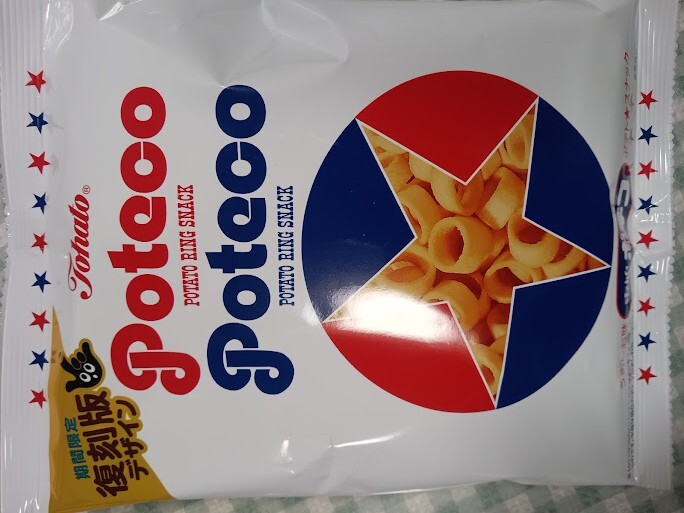 Tohato®
Poteco
POTATO RING SNACK
Poteco
POTATO RING SNACK
期間限定
復刻版
デザイン